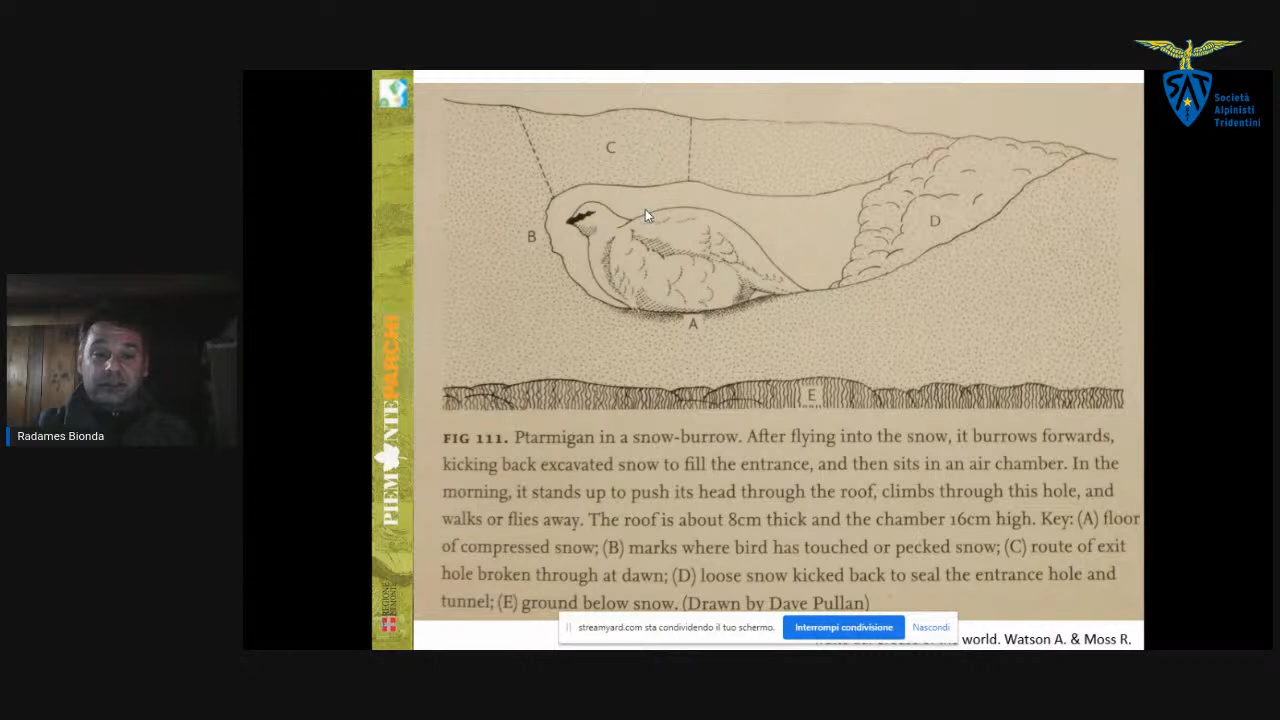 SAT
Società
Alpinisti
Tridentini
C
B
D
A
E
FIG 111. Ptarmigan in a snow-burrow. After flying into the snow, it burrows forwards,
kicking back excavated snow to fill the entrance, and then sits in an air chamber. In the
morning, it stands up to push its head through the roof, climbs through this hole, and
walks or flies away. The roof is about 8cm thick and the chamber 16cm high. Key: (A) floor
of compressed snow; (B) marks where bird has touched or pecked snow; (C) route of exit
hole broken through at dawn; (D) loose snow kicked back to seal the entrance hole and
tunnel; (E) ground below snow. (Drawn by Dave Pullan)
world. Watson A. & Moss R.
streamyard.com sta condividendo il tuo schermo.
Interrompi condivisione
Nascondi
PIEMONTEPARCHI
REGIONE
PIEMONTE
Radames Bionda